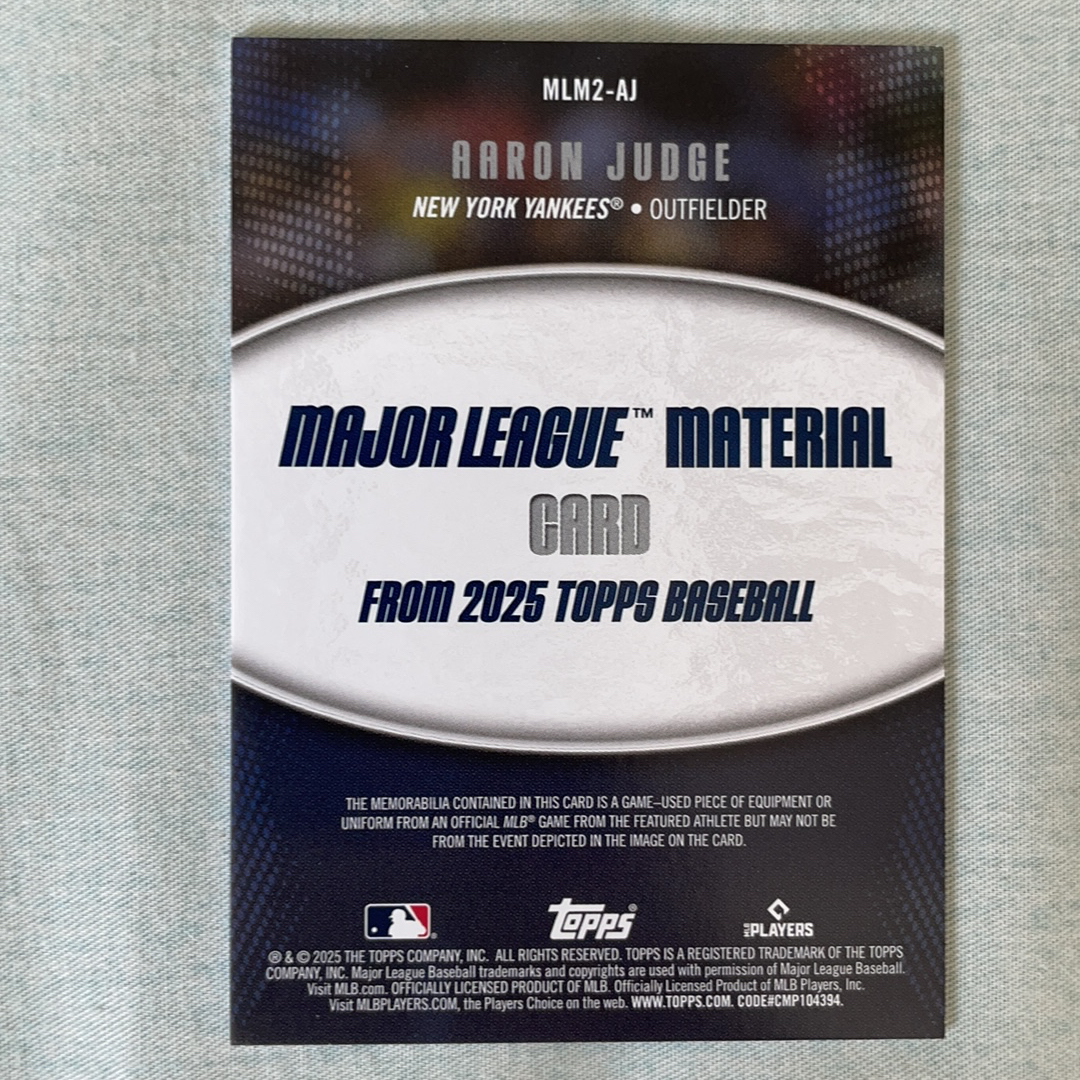 MLM2-AJ
AARON JUDGE
NEW YORK YANKEES® • OUTFIELDER
MAJOR LEAGUE™ MATERIAL
CARD
FROM 2025 TOPPS BASEBALL
THE MEMORABILIA CONTAINED IN THIS CARD IS A GAME–USED PIECE OF EQUIPMENT OR
UNIFORM FROM AN OFFICIAL MLB® GAME FROM THE FEATURED ATHLETE BUT MAY NOT BE
FROM THE EVENT DEPICTED IN THE IMAGE ON THE CARD.
® topps® MLB PLAYERS
® & © 2025 THE TOPPS COMPANY, INC. ALL RIGHTS RESERVED. TOPPS IS A REGISTERED TRADEMARK OF THE TOPPS
COMPANY, INC. Major League Baseball trademarks and copyrights are used with permission of Major League Baseball.
Visit MLB.com. OFFICIALLY LICENSED PRODUCT OF MLB. Officially Licensed Product of MLB Players, Inc.
Visit MLBPLAYERS.COM, the Players Choice on the web. WWW.TOPPS.COM. CODE#CMP104394.